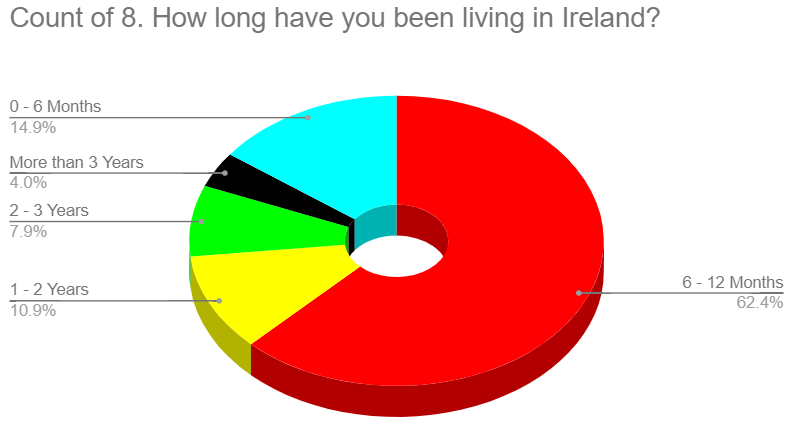 Count of 8. How long have you been living in Ireland?
0 - 6 Months
14.9%
More than 3 Years
4.0%
2 - 3 Years
7.9%
1 - 2 Years
10.9%
6 - 12 Months
62.4%